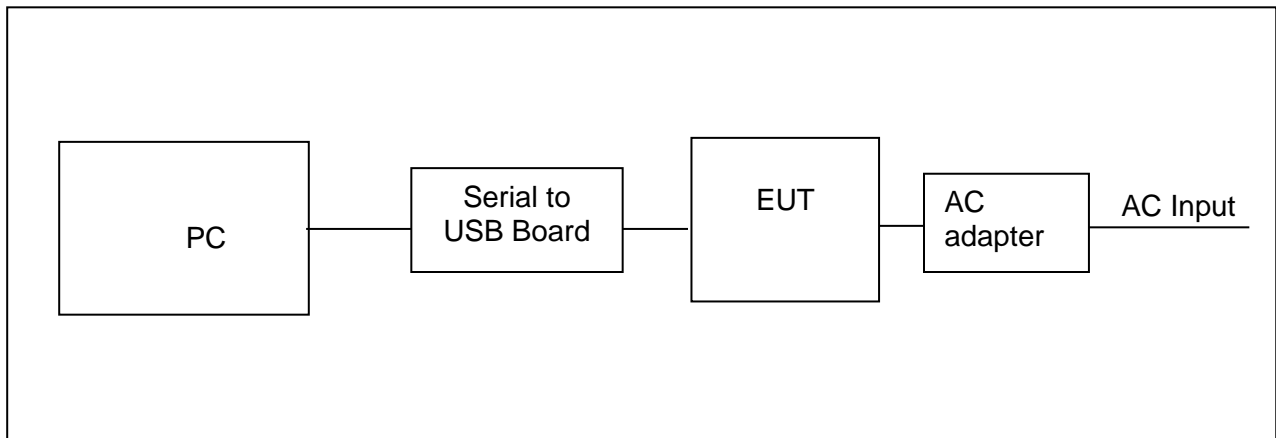 PC
Serial to
USB Board
EUT
AC
adapter
AC Input